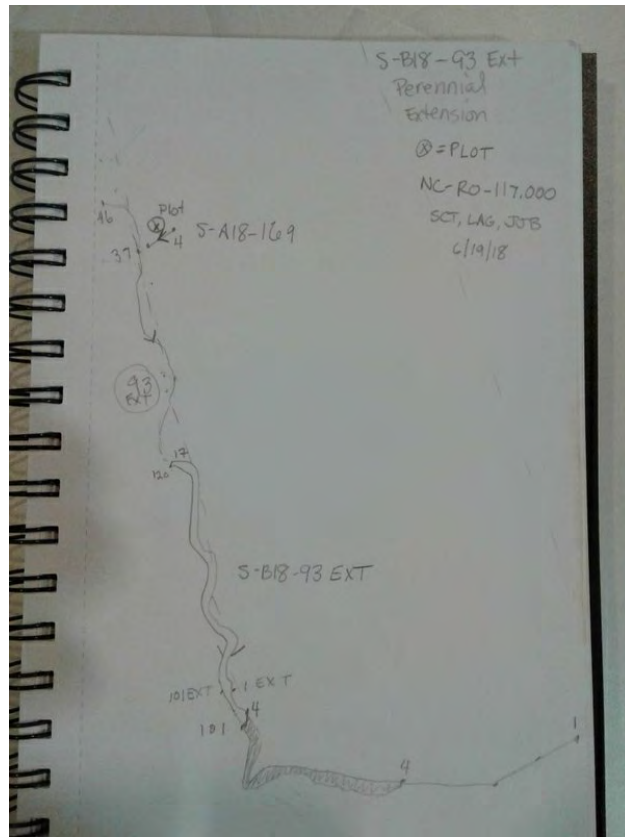 S-B18-93 Ext
Perennial
Extension
ⓧ = PLOT
NC-RO-117.000
SCT, LAG, JJB
6/19/18
46
Plot
4
S-A18-169
37
93
EXT
17
120
S-B18-93 EXT
101 EXT
1 EXT
4
101
4
1